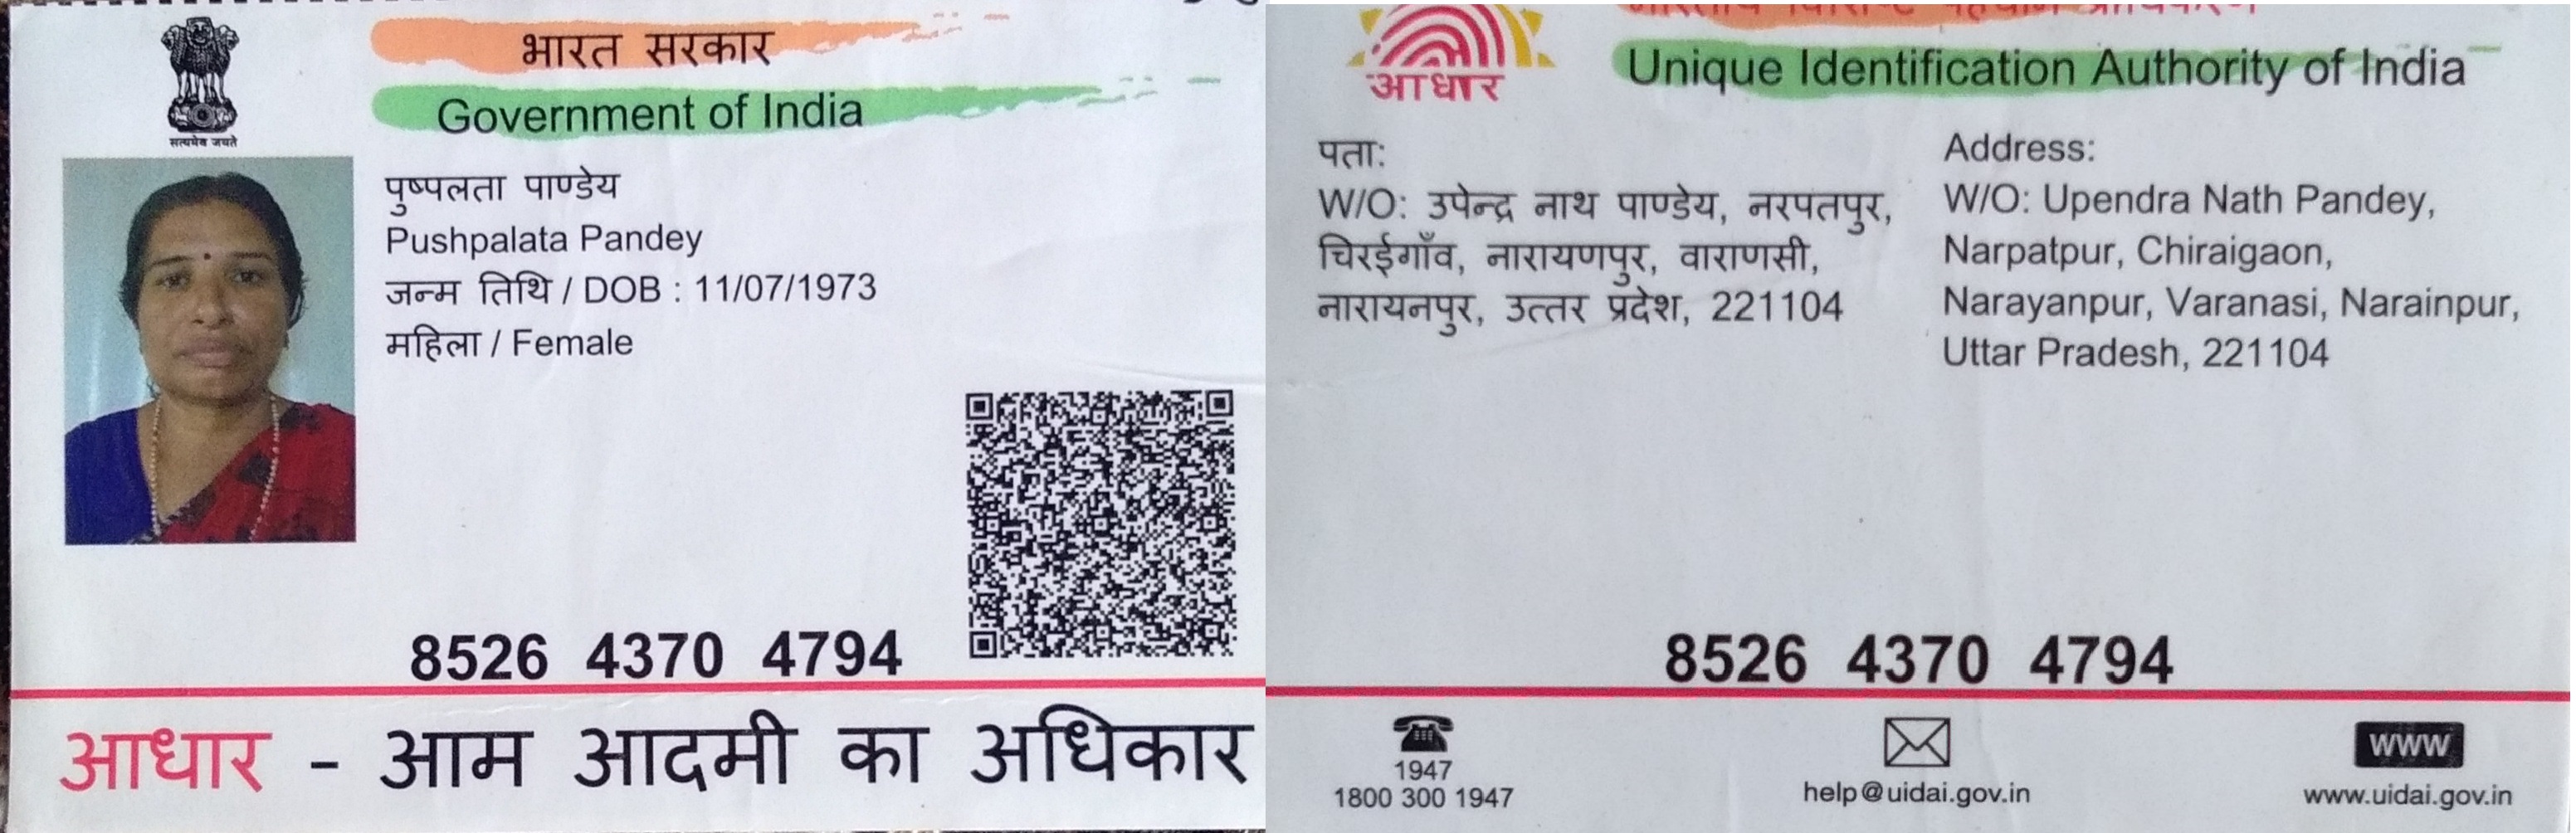 सत्यमेव जयते
भारत सरकार
Government of India
पुष्पलता पाण्डेय
Pushpalata Pandey
जन्म तिथि / DOB : 11/07/1973
महिला / Female
8526 4370 4794
आधार - आम आदमी का अधिकार
आधार
भारतीय विशिष्ट पहचान प्राधिकरण
Unique Identification Authority of India
पता:
W/O: उपेन्द्र नाथ पाण्डेय, नरपतपुर,
चिरईगाँव, नारायणपुर, वाराणसी,
नारायनपुर, उत्तर प्रदेश, 221104
Address:
W/O: Upendra Nath Pandey,
Narpatpur, Chiraigaon,
Narayanpur, Varanasi, Narainpur,
Uttar Pradesh, 221104
8526 4370 4794
1947
1800 300 1947
help@uidai.gov.in
www
www.uidai.gov.in